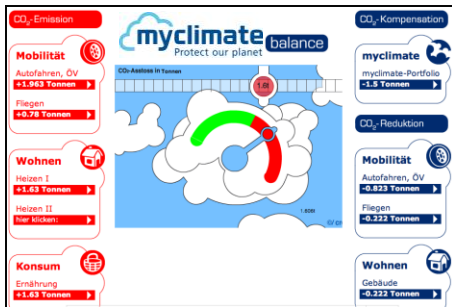 CO₂-Emission
Mobilität
Autofahren, ÖV
+1.963 Tonnen
Fliegen
+0.78 Tonnen
Wohnen
Heizen I
+1.63 Tonnen
Heizen II
hier klicken:
Konsum
Ernährung
+1.63 Tonnen
myclimate
Protect our planet
balance
CO₂-Ausstoss in Tonnen
1.6t
CO₂-Kompensation
myclimate
myclimate-Portfolio
-1.5 Tonnen
CO₂-Reduktion
Mobilität
Autofahren, ÖV
-0.823 Tonnen
Fliegen
-0.222 Tonnen
Wohnen
Gebäude
-0.222 Tonnen